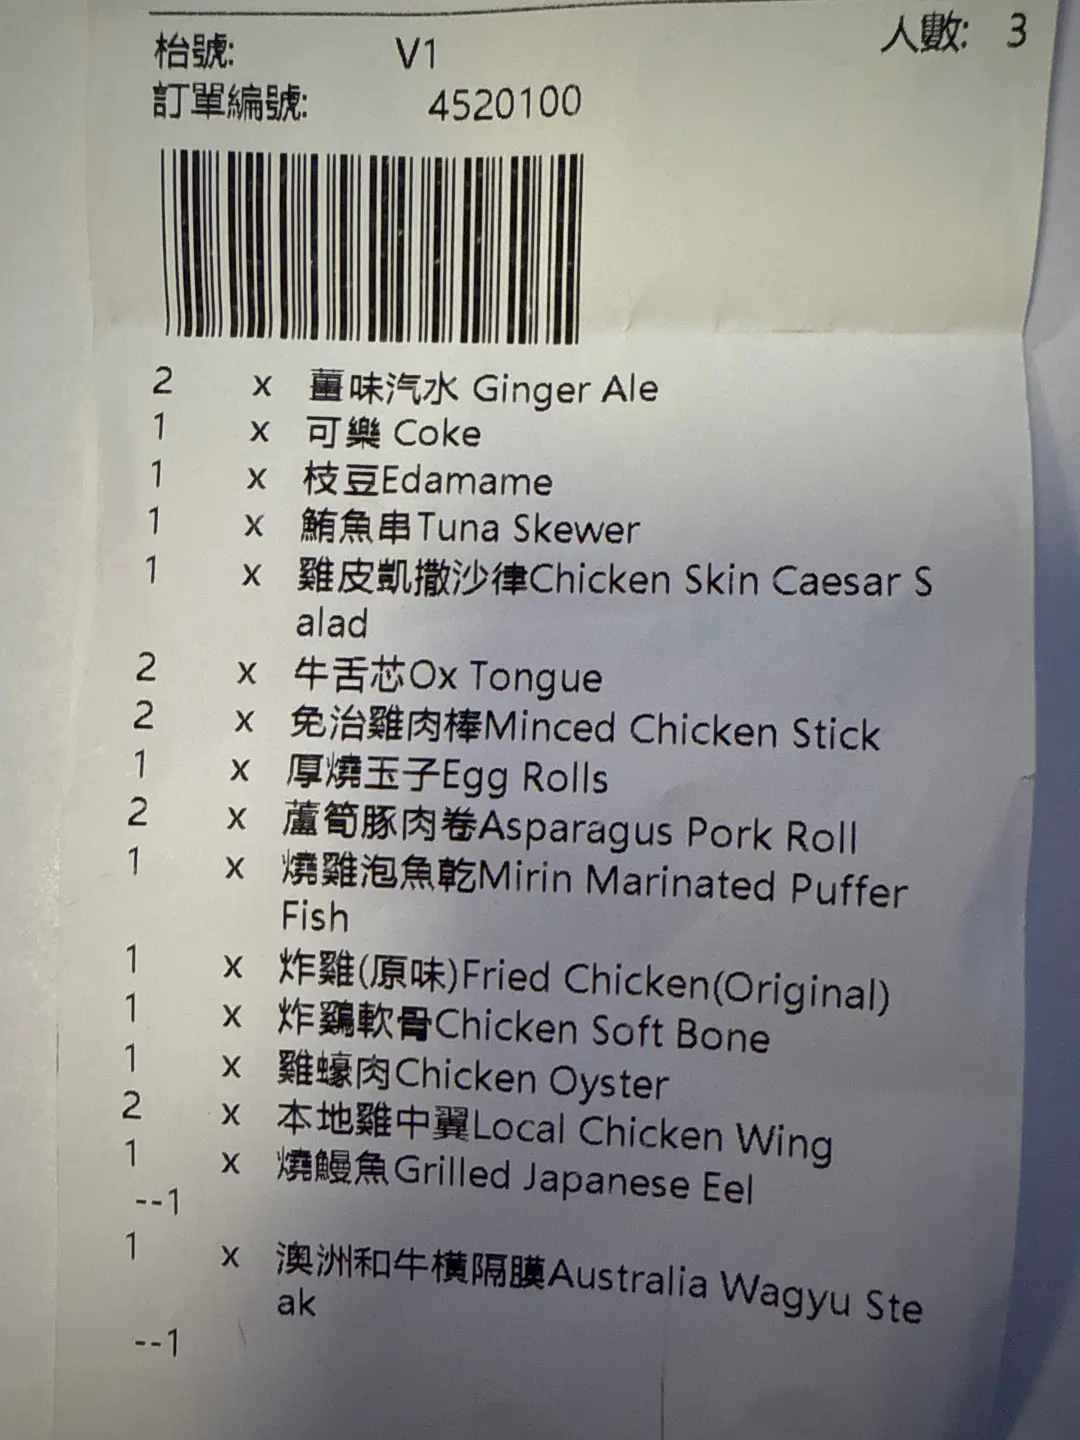 枱號: V1 人數: 3
訂單編號: 4520100
2 x 薑味汽水 Ginger Ale
1 x 可樂 Coke
1 x 枝豆Edamame
1 x 鮪魚串Tuna Skewer
1 x 雞皮凱撒沙律Chicken Skin Caesar S
alad
2 x 牛舌芯Ox Tongue
2 x 免治雞肉棒Minced Chicken Stick
1 x 厚燒玉子Egg Rolls
2 x 蘆筍豚肉卷Asparagus Pork Roll
1 x 燒雞泡魚乾Mirin Marinated Puffer
Fish
1 x 炸雞(原味)Fried Chicken(Original)
1 x 炸鷄軟骨Chicken Soft Bone
1 x 雞蠔肉Chicken Oyster
2 x 本地雞中翼Local Chicken Wing
1 x 燒鰻魚Grilled Japanese Eel
--1
1 x 澳洲和牛橫隔膜Australia Wagyu Ste
ak
--1